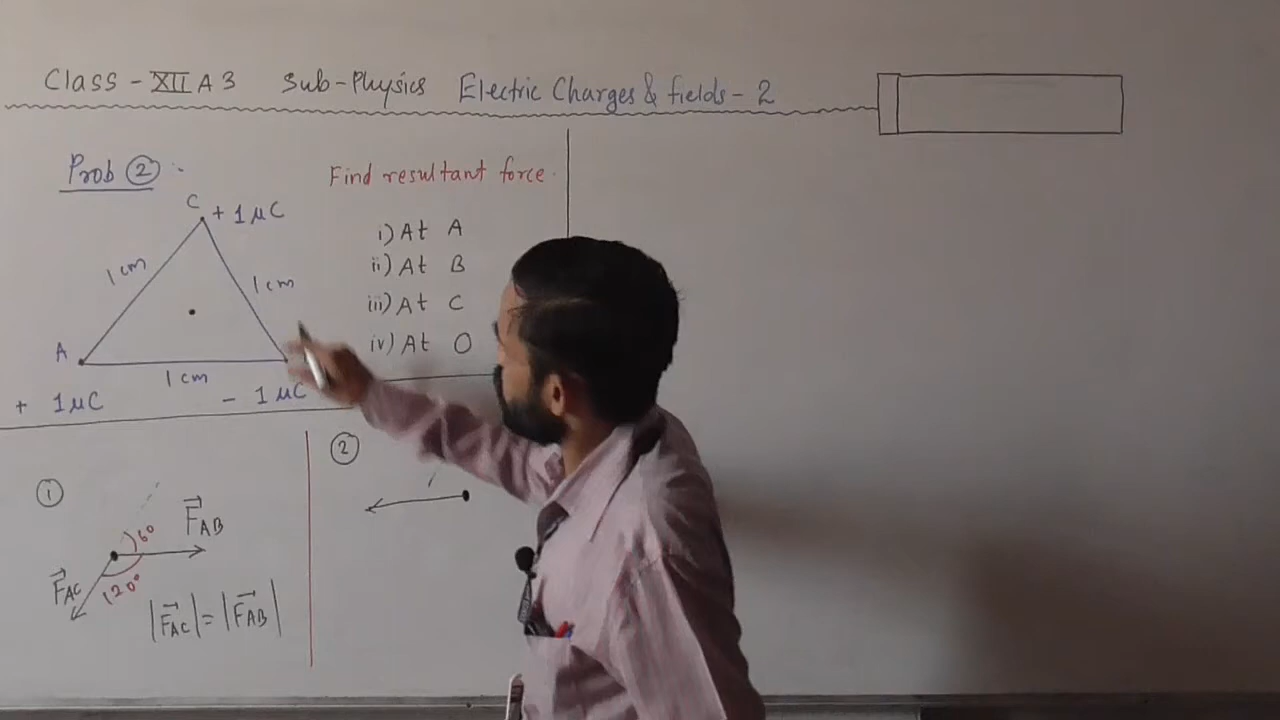 Class - XII A3 Sub-Physics Electric Charges & fields - 2
Prob ② :-
Find resultant force.
C + 1 μC
1 cm
1 cm
A
1 cm
+ 1 μC
- 1 μC
i) At A
ii) At B
iii) At C
iv) At O
①
60
F⃗AB
F⃗AC
120°
|F⃗AC| = |F⃗AB|
②